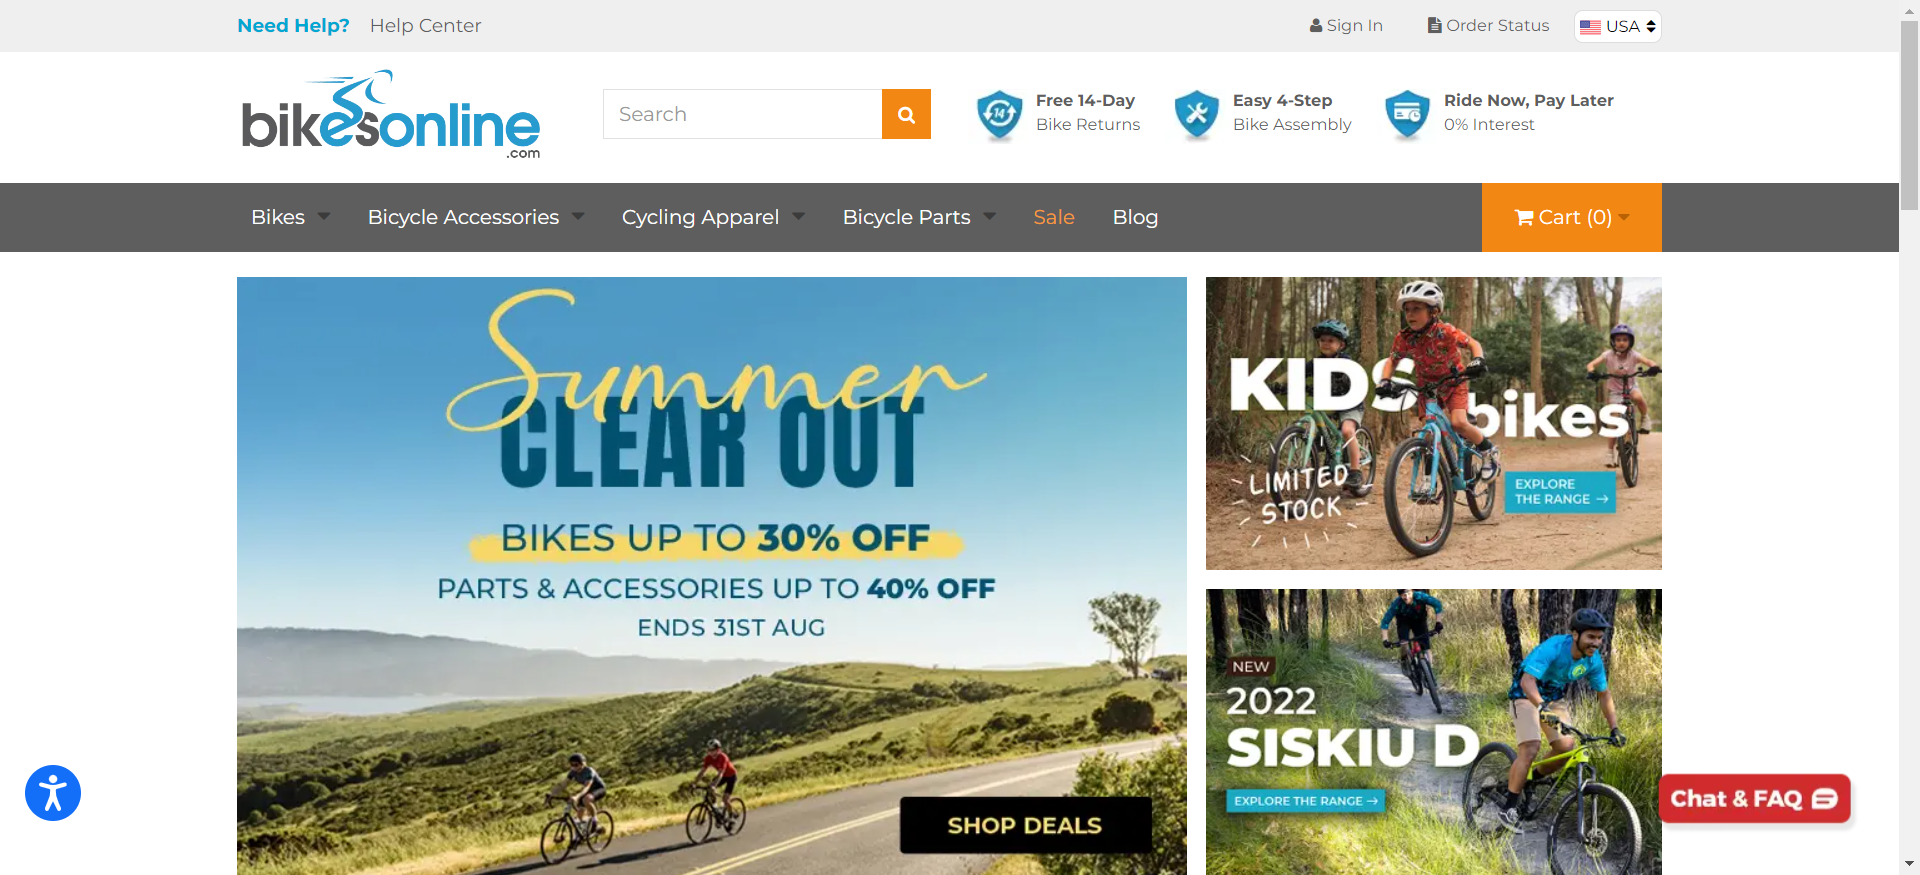 Need Help? Help Center
Sign In
Order Status
USA
bikesonline
.com
Search
14
Free 14-Day
Bike Returns
Easy 4-Step
Bike Assembly
Ride Now, Pay Later
0% Interest
Bikes
Bicycle Accessories
Cycling Apparel
Bicycle Parts
Sale
Blog
Cart (0)
Summer
CLEAR OUT
BIKES UP TO 30% OFF
PARTS & ACCESSORIES UP TO 40% OFF
ENDS 31ST AUG
SHOP DEALS
KIDS
bikes
LIMITED
STOCK
EXPLORE
THE RANGE →
NEW
2022
SISKIU D
EXPLORE THE RANGE →
Chat & FAQ